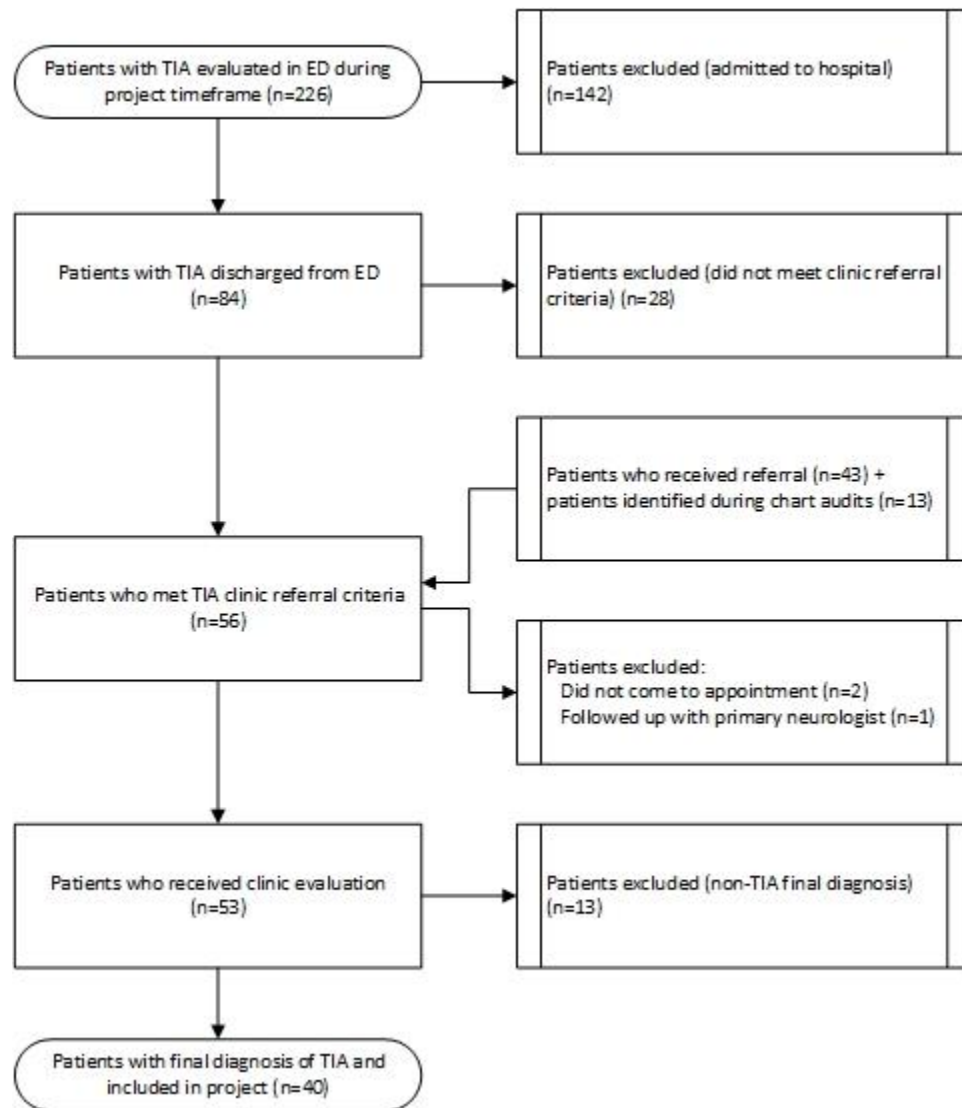 Patients with TIA evaluated in ED during
project timeframe (n=226)
Patients excluded (admitted to hospital)
(n=142)
Patients with TIA discharged from ED
(n=84)
Patients excluded (did not meet clinic referral
criteria) (n=28)
Patients who received referral (n=43) +
patients identified during chart audits (n=13)
Patients who met TIA clinic referral criteria
(n=56)
Patients excluded:
Did not come to appointment (n=2)
Followed up with primary neurologist (n=1)
Patients who received clinic evaluation
(n=53)
Patients excluded (non-TIA final diagnosis)
(n=13)
Patients with final diagnosis of TIA and
included in project (n=40)